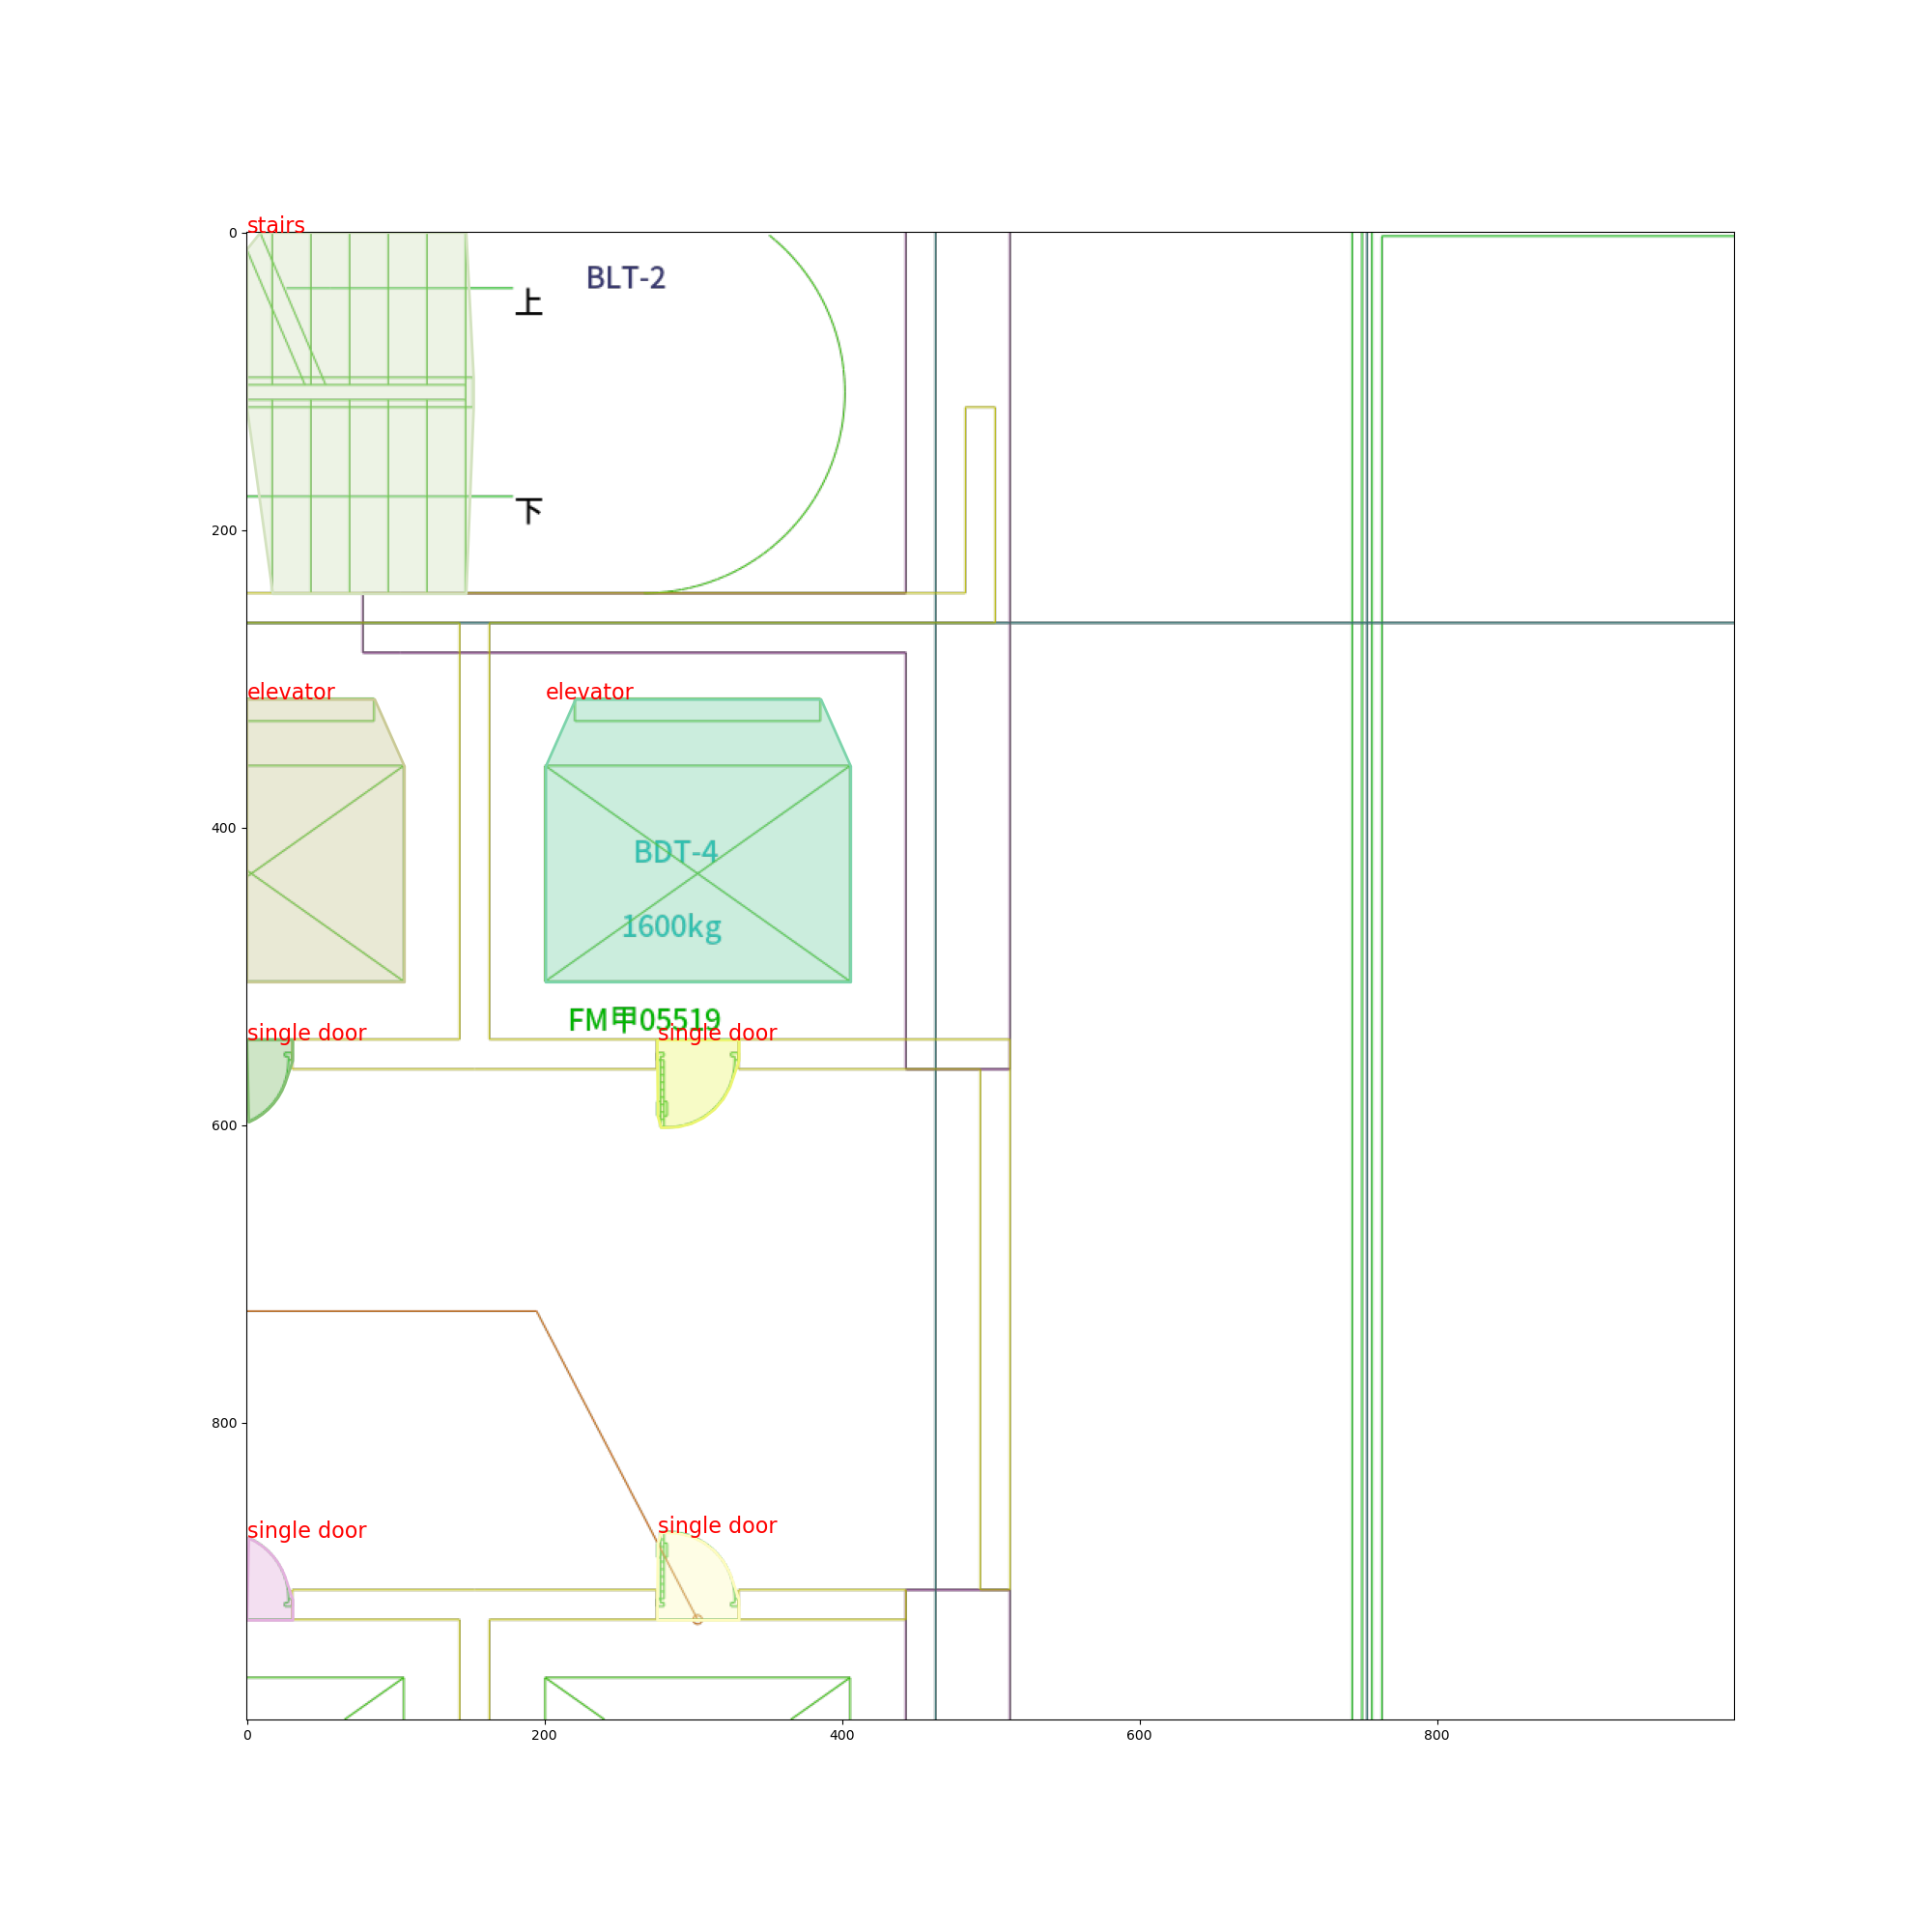 stairs
0
BLT-2
上
下
200
elevator
elevator
400
BDT-4
1600kg
FM甲05519
single door
single door
600
800
single door
single door
0
200
400
600
800